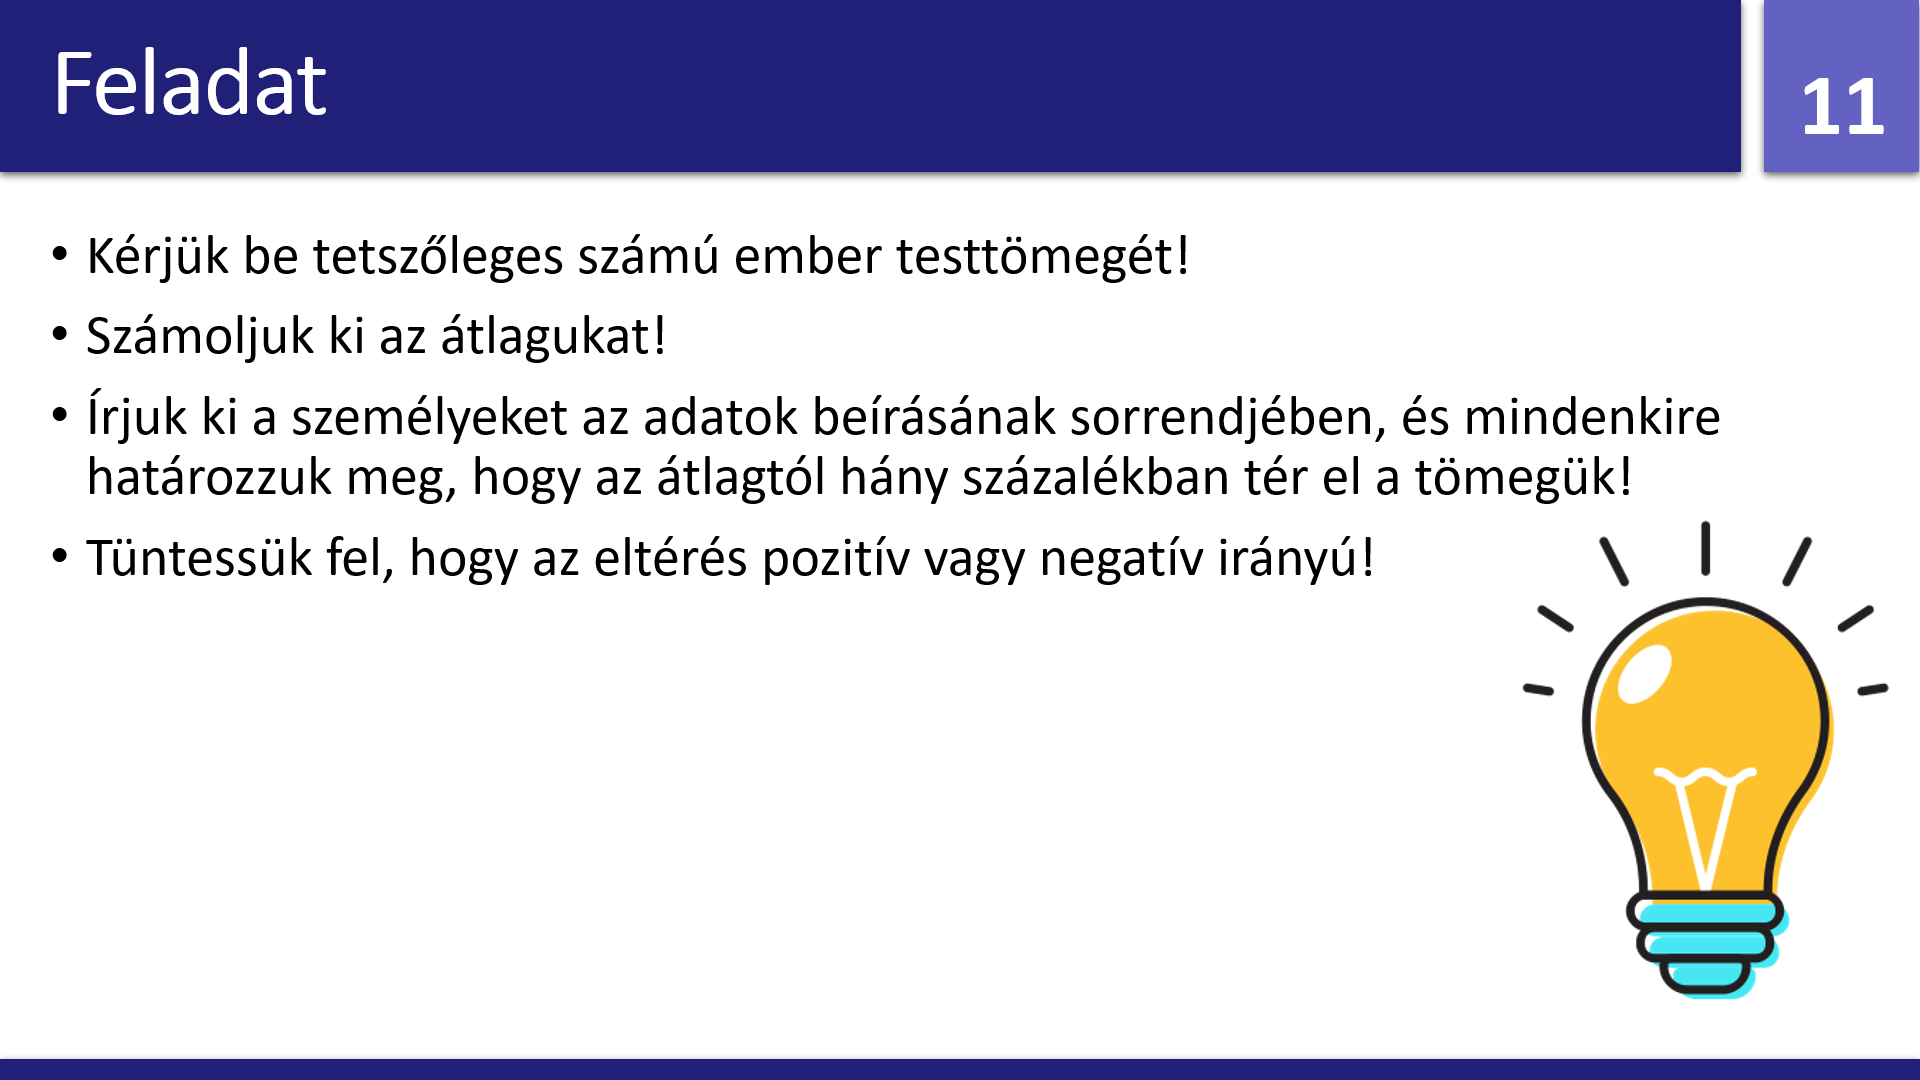 Feladat
11
• Kérjük be tetszőleges számú ember testtömegét!
• Számoljuk ki az átlagukat!
• Írjuk ki a személyeket az adatok beírásának sorrendjében, és mindenkire
határozzuk meg, hogy az átlagtól hány százalékban tér el a tömegük!
• Tüntessük fel, hogy az eltérés pozitív vagy negatív irányú!